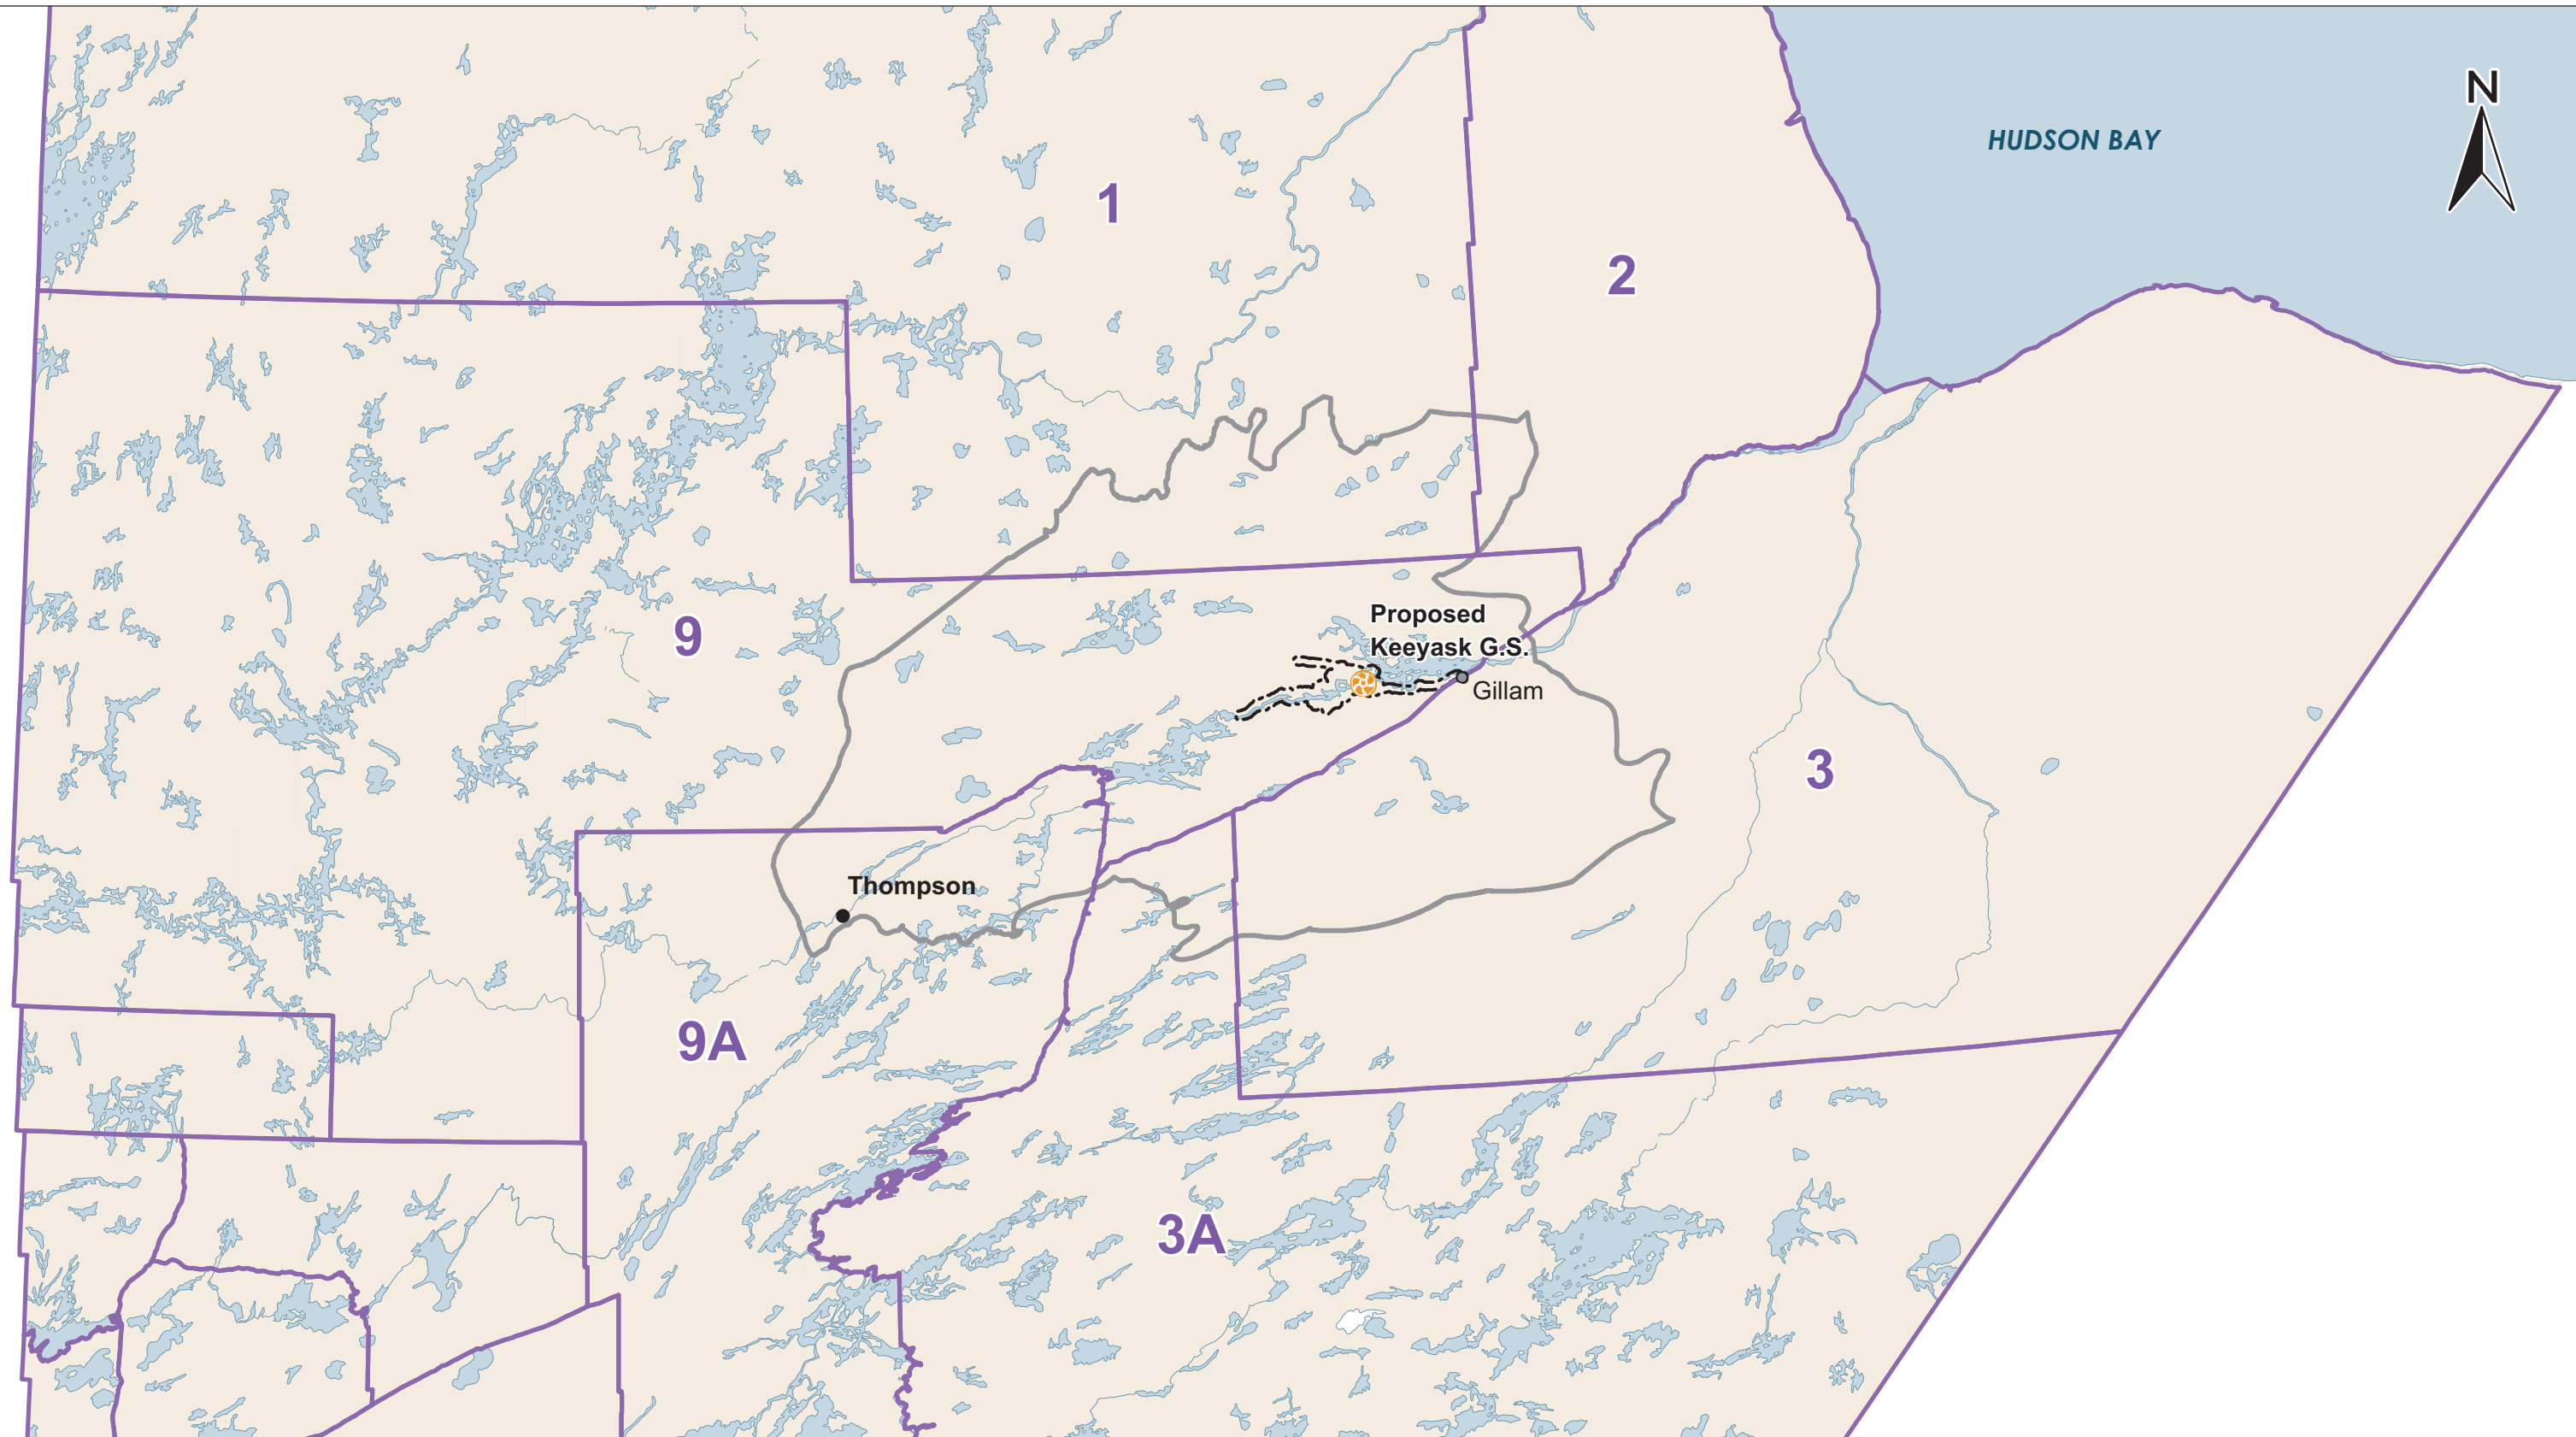 N
HUDSON BAY
1
2
Proposed
Keeyask G.S.
9
Gillam
3
Thompson
9A
3A